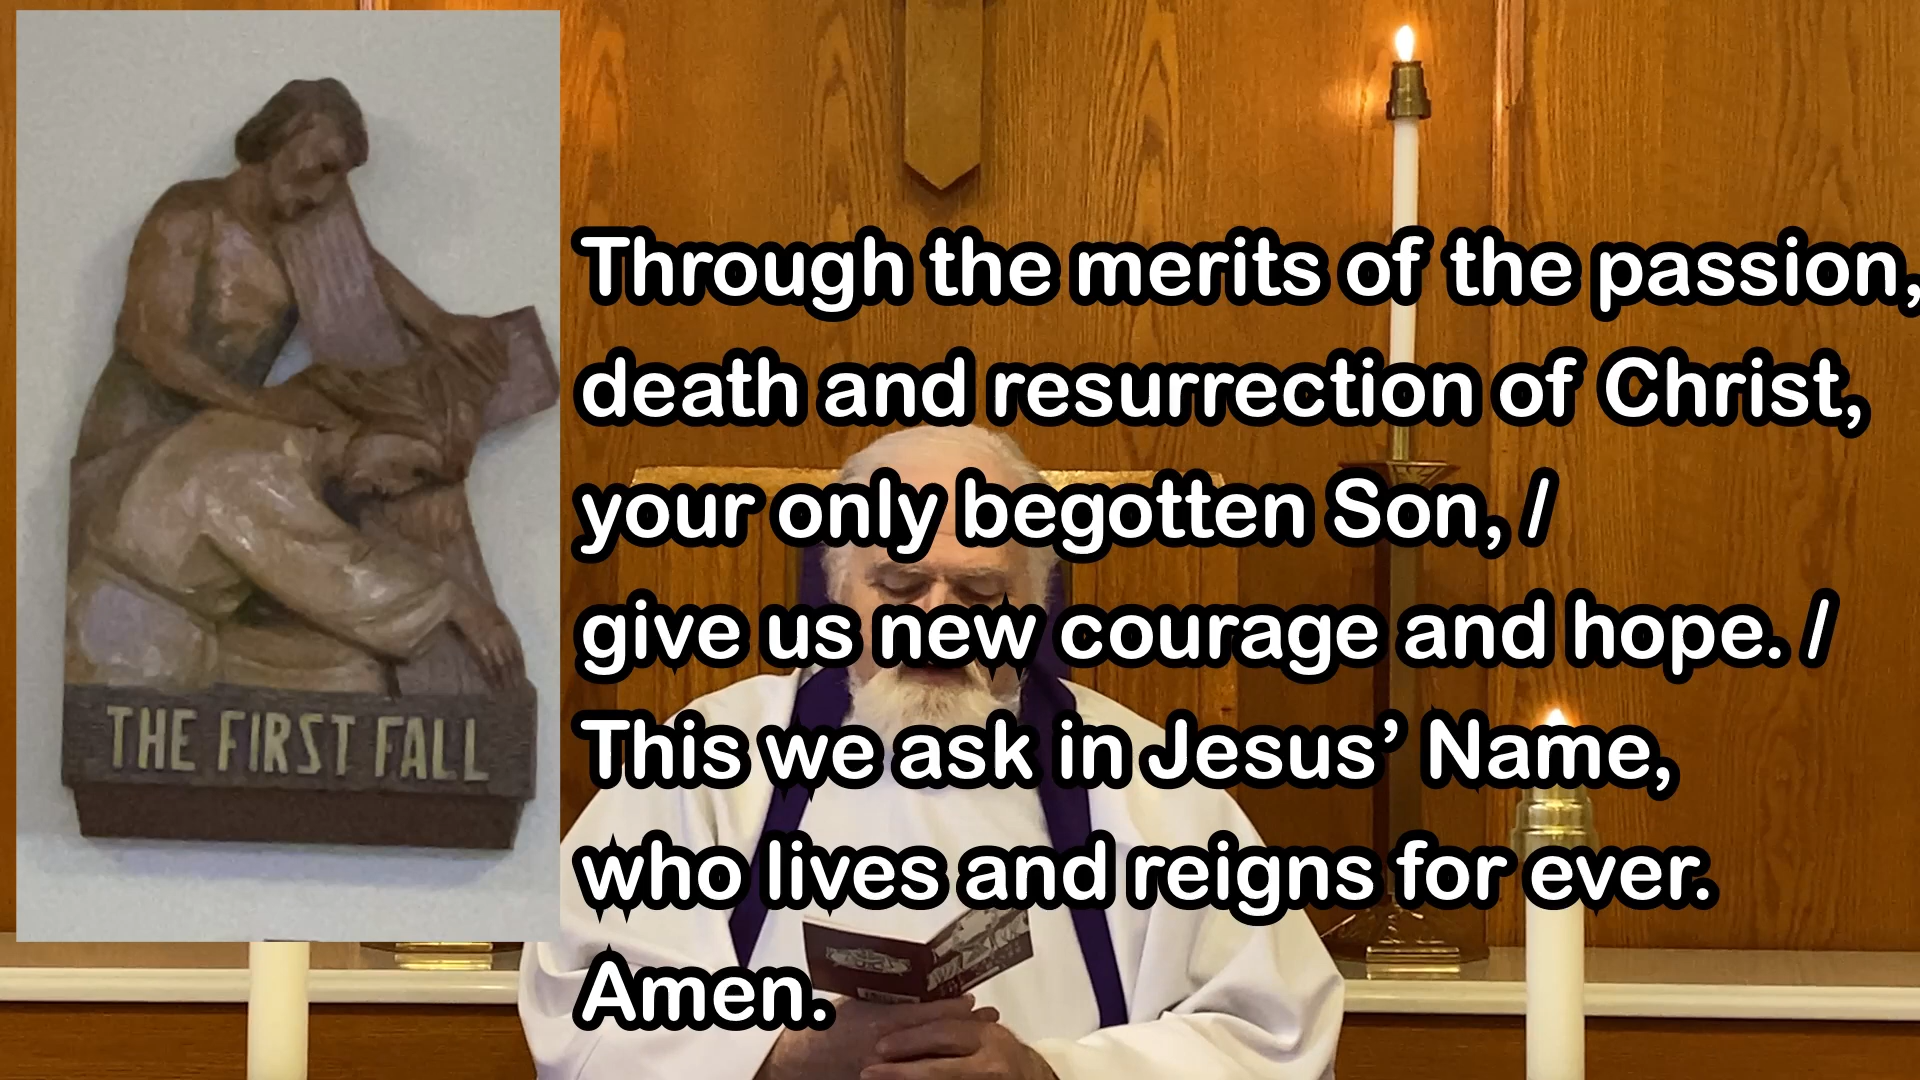 THE FIRST FALL
Through the merits of the passion,
death and resurrection of Christ,
your only begotten Son, /
give us new courage and hope. /
This we ask in Jesus’ Name,
who lives and reigns for ever.
Amen.